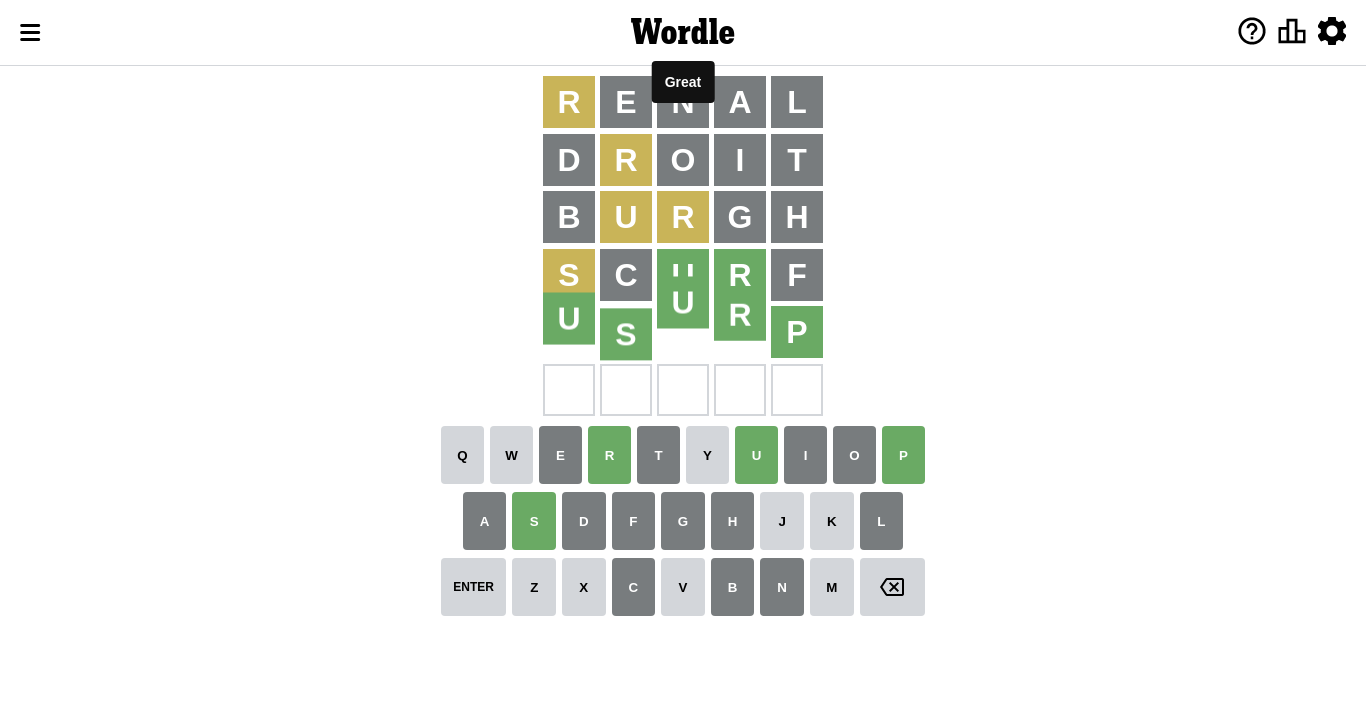 Wordle
Great
R E N A L
D R O I T
B U R G H
S C U R F
U S U R P
Q W E R T Y U I O P
A S D F G H J K L
ENTER Z X C V B N M